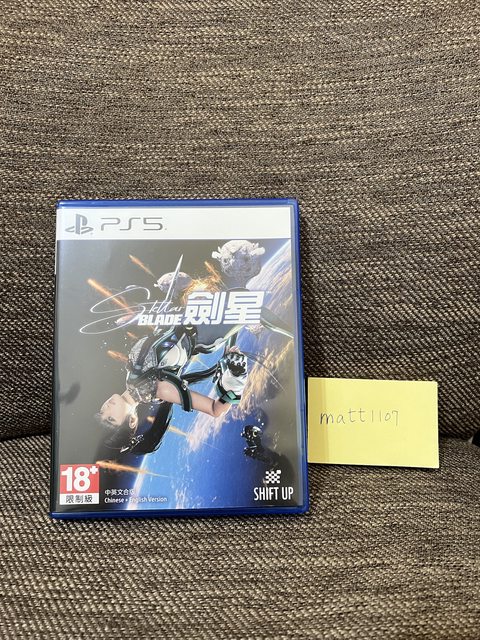 PS5
Stellar
BLADE 劍星
matt1107
18+
限制級
中英文合版
Chinese + English Version
SHIFT UP